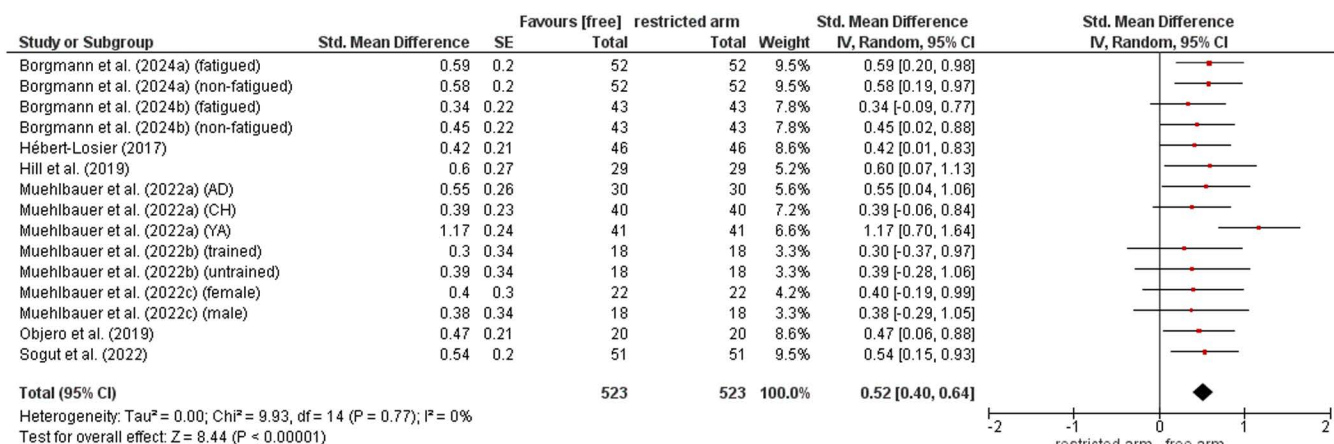 Favours [free] restricted arm Std. Mean Difference Std. Mean Difference
Study or Subgroup Std. Mean Difference SE Total Total Weight IV, Random, 95% CI IV, Random, 95% CI
Borgmann et al. (2024a) (fatigued) 0.59 0.2 52 52 9.5% 0.59 [0.20, 0.98]
Borgmann et al. (2024a) (non-fatigued) 0.58 0.2 52 52 9.5% 0.58 [0.19, 0.97]
Borgmann et al. (2024b) (fatigued) 0.34 0.22 43 43 7.8% 0.34 [-0.09, 0.77]
Borgmann et al. (2024b) (non-fatigued) 0.45 0.22 43 43 7.8% 0.45 [0.02, 0.88]
Hébert-Losier (2017) 0.42 0.21 46 46 8.6% 0.42 [0.01, 0.83]
Hill et al. (2019) 0.6 0.27 29 29 5.2% 0.60 [0.07, 1.13]
Muehlbauer et al. (2022a) (AD) 0.55 0.26 30 30 5.6% 0.55 [0.04, 1.06]
Muehlbauer et al. (2022a) (CH) 0.39 0.23 40 40 7.2% 0.39 [-0.06, 0.84]
Muehlbauer et al. (2022a) (YA) 1.17 0.24 41 41 6.6% 1.17 [0.70, 1.64]
Muehlbauer et al. (2022b) (trained) 0.3 0.34 18 18 3.3% 0.30 [-0.37, 0.97]
Muehlbauer et al. (2022b) (untrained) 0.39 0.34 18 18 3.3% 0.39 [-0.28, 1.06]
Muehlbauer et al. (2022c) (female) 0.4 0.3 22 22 4.2% 0.40 [-0.19, 0.99]
Muehlbauer et al. (2022c) (male) 0.38 0.34 18 18 3.3% 0.38 [-0.29, 1.05]
Objero et al. (2019) 0.47 0.21 20 20 8.6% 0.47 [0.06, 0.88]
Sogut et al. (2022) 0.54 0.2 51 51 9.5% 0.54 [0.15, 0.93]
Total (95% CI) 523 523 100.0% 0.52 [0.40, 0.64]
Heterogeneity: Tau² = 0.00; Chi² = 9.93, df = 14 (P = 0.77); I² = 0%
Test for overall effect: Z = 8.44 (P < 0.00001)
-2 -1 0 1 2
restricted arm free arm